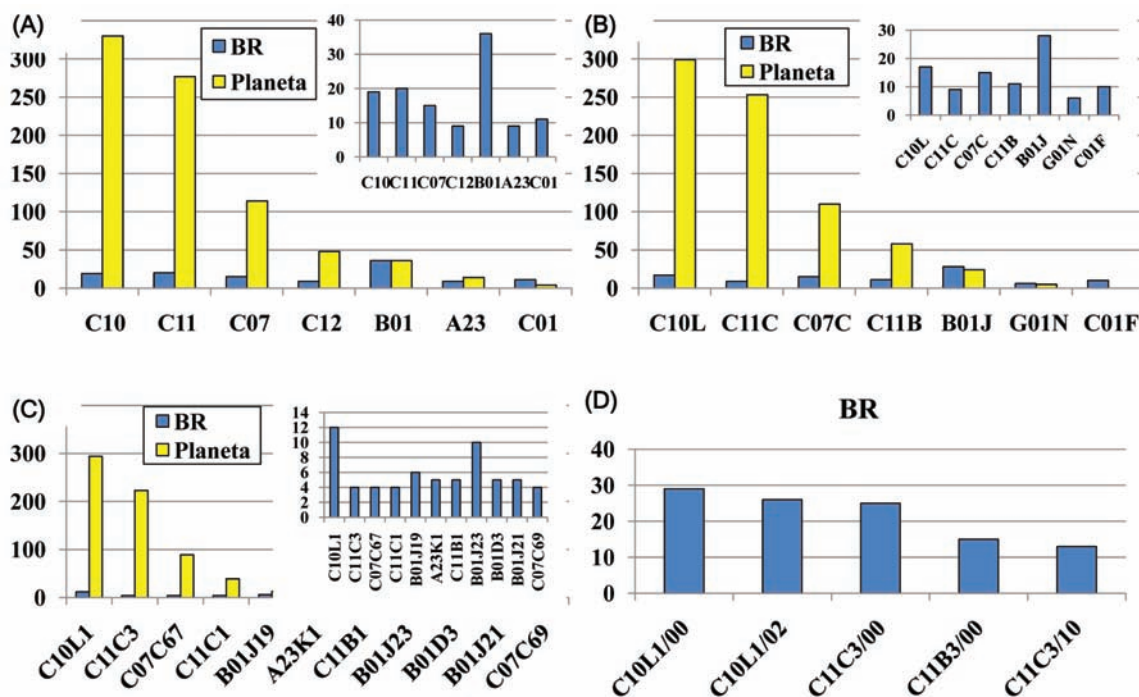 (A)
300
250
200
150
100
50
0
BR
Planeta
40
30
20
10
0
C10 C11 C07 C12 B01 A23 C01
C10 C11 C07 C12 B01 A23 C01
(B)
300
250
200
150
100
50
0
BR
Planeta
30
20
10
0
C10L C11C C07C C11B B01J G01N C01F
C10L C11C C07C C11B B01J G01N C01F
(C)
300
200
100
0
BR
Planeta
14
12
10
8
6
4
2
0
C10L1 C11C3 C07C67 C11C1 B01J19 A23K1 C11B1 B01J23 B01D3 B01J21 C07C69
C10L1 C11C3 C07C67 C11C1 B01J19 A23K1 C11B1 B01J23 B01D3 B01J21 C07C69
(D)
BR
40
30
20
10
0
C10L1/00 C10L1/02 C11C3/00 C11B3/00 C11C3/10